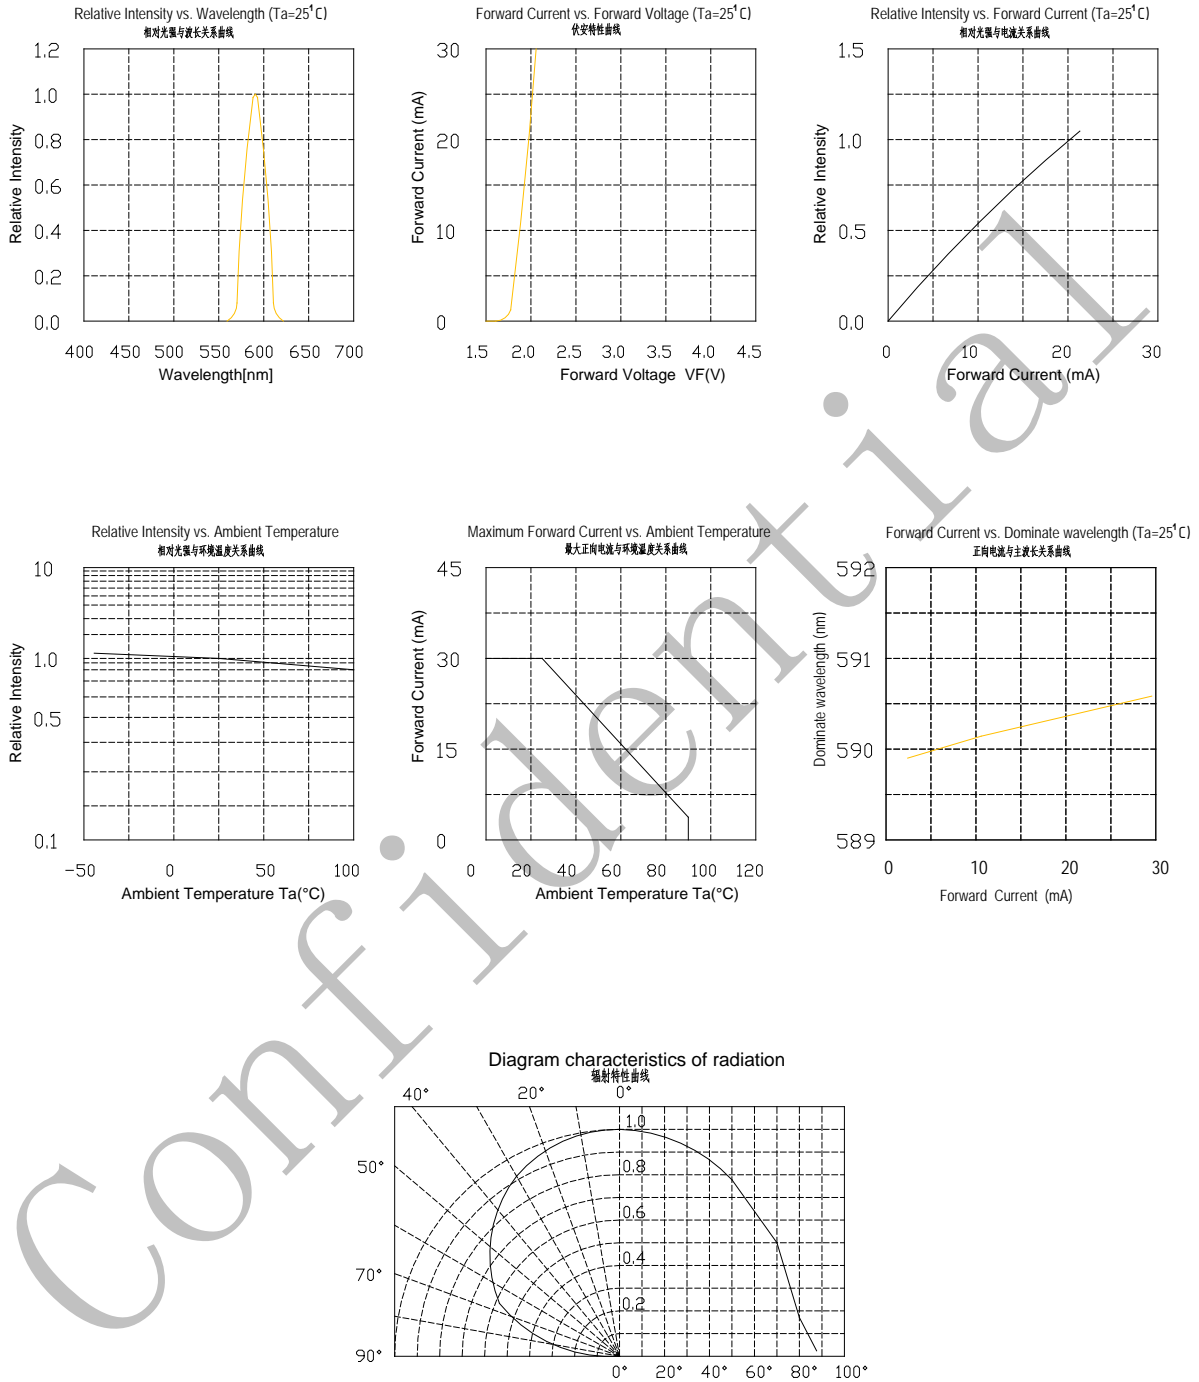 Relative Intensity vs. Wavelength (Ta=25℃)
相对光强与波长关系曲线
1.2
1.0
0.8
0.6
0.4
0.2
0.0
Relative Intensity
400 450 500 550 600 650 700
Wavelength[nm]
Forward Current vs. Forward Voltage (Ta=25℃)
伏安特性曲线
30
20
10
0
Forward Current (mA)
1.5 2.0 2.5 3.0 3.5 4.0 4.5
Forward Voltage VF(V)
Relative Intensity vs. Forward Current (Ta=25℃)
相对光强与电流关系曲线
1.5
1.0
0.5
0.0
Relative Intensity
0 10 20 30
Forward Current (mA)
Relative Intensity vs. Ambient Temperature
相对光强与环境温度关系曲线
10
1.0
0.5
0.1
Relative Intensity
-50 0 50 100
Ambient Temperature Ta(°C)
Maximum Forward Current vs. Ambient Temperature
最大正向电流与环境温度关系曲线
45
30
15
0
Forward Current (mA)
0 20 40 60 80 100 120
Ambient Temperature Ta(°C)
Forward Current vs. Dominate wavelength (Ta=25℃)
正向电流与主波长关系曲线
592
591
590
589
Dominate wavelength (nm)
0 10 20 30
Forward Current (mA)
Diagram characteristics of radiation
辐射特性曲线
40° 20° 0°
50°
70°
90°
1.0
0.8
0.6
0.4
0.2
0° 20° 40° 60° 80° 100°
Confidential